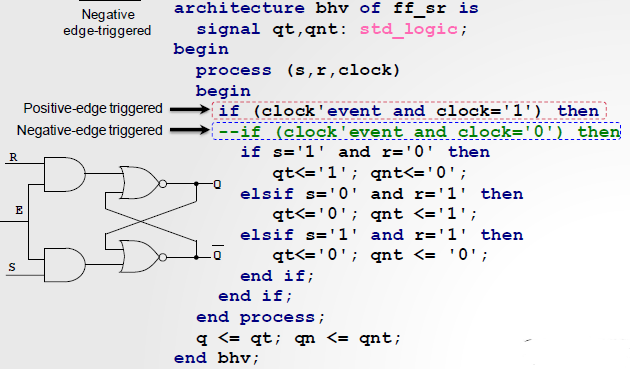 Negative
edge-triggered
architecture bhv of ff_sr is
signal qt,qnt: std_logic;
begin
process (s,r,clock)
begin
Positive-edge triggered
if (clock'event and clock='1') then
Negative-edge triggered
--if (clock'event and clock='0') then
if s='1' and r='0' then
qt<='1'; qnt<='0';
elsif s='0' and r='1' then
qt<='0'; qnt <='1';
elsif s='1' and r='1' then
qt<='0'; qnt <= '0';
end if;
end if;
end process;
q <= qt; qn <= qnt;
end bhv;
R
Q
E
Q
S